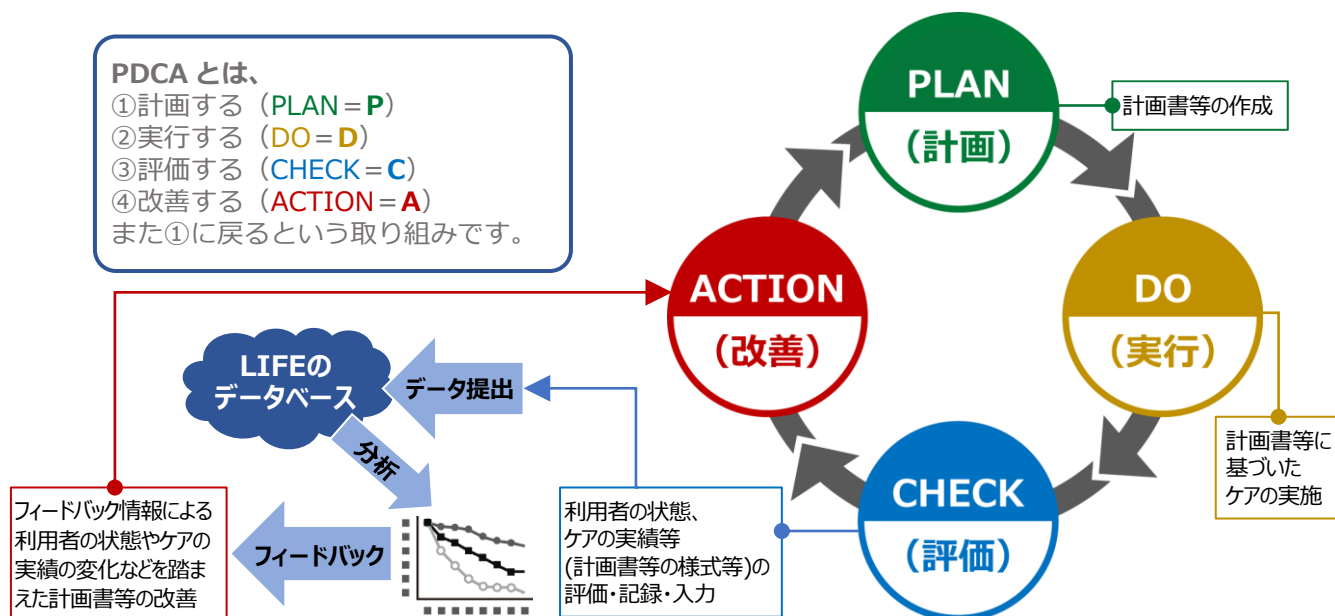 PDCA とは、
①計画する（PLAN＝P）
②実行する（DO＝D）
③評価する（CHECK＝C）
④改善する（ACTION＝A）
また①に戻るという取り組みです。
PLAN
（計画）
計画書等の作成
DO
（実行）
計画書等に
基づいた
ケアの実施
CHECK
（評価）
利用者の状態、
ケアの実績等
(計画書等の様式等)の
評価・記録・入力
ACTION
（改善）
データ提出
LIFEの
データベース
分析
フィードバック
フィードバック情報による
利用者の状態やケアの
実績の変化などを踏ま
えた計画書等の改善